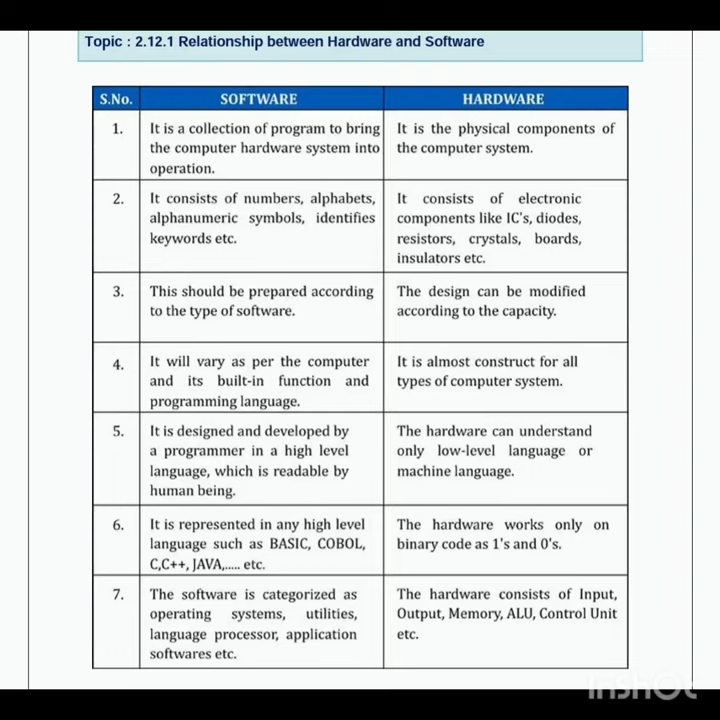 Topic : 2.12.1 Relationship between Hardware and Software
S.No. SOFTWARE HARDWARE
1. It is a collection of program to bring It is the physical components of
the computer hardware system into the computer system.
operation.
2. It consists of numbers, alphabets, It consists of electronic
alphanumeric symbols, identifies components like IC's, diodes,
keywords etc. resistors, crystals, boards,
insulators etc.
3. This should be prepared according The design can be modified
to the type of software. according to the capacity.
4. It will vary as per the computer It is almost construct for all
and its built-in function and types of computer system.
programming language.
5. It is designed and developed by The hardware can understand
a programmer in a high level only low-level language or
language, which is readable by machine language.
human being.
6. It is represented in any high level The hardware works only on
language such as BASIC, COBOL, binary code as 1's and 0's.
C,C++, JAVA,..... etc.
7. The software is categorized as The hardware consists of Input,
operating systems, utilities, Output, Memory, ALU, Control Unit
language processor, application etc.
softwares etc.
InShOt